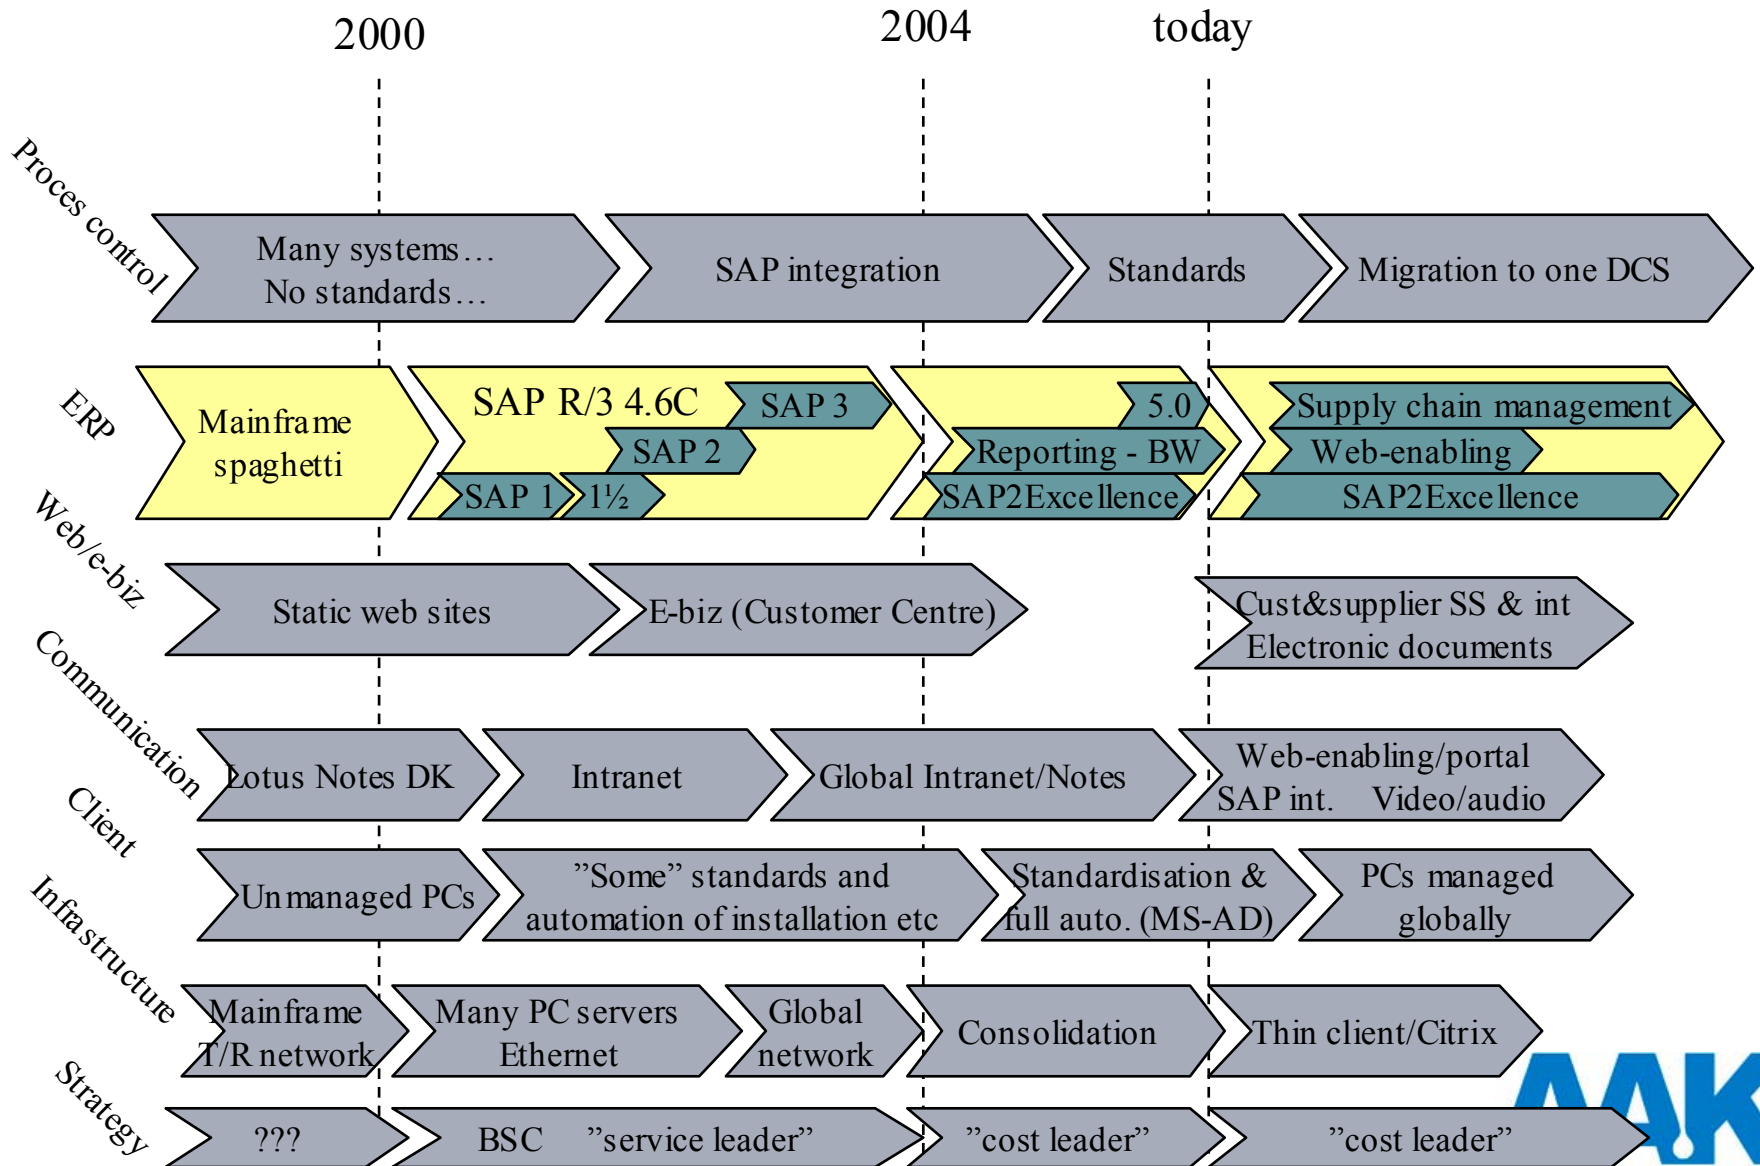 2000
2004
today
Proces control
Many systems…
No standards…
SAP integration
Standards
Migration to one DCS
ERP
Mainframe
spaghetti
SAP R/3 4.6C
SAP 1
1½
SAP 2
SAP 3
5.0
Reporting - BW
SAP2Excellence
Supply chain management
Web-enabling
SAP2Excellence
Web/e-biz
Static web sites
E-biz (Customer Centre)
Cust&supplier SS & int
Electronic documents
Communication
Lotus Notes DK
Intranet
Global Intranet/Notes
Web-enabling/portal
SAP int. Video/audio
Client
Unmanaged PCs
”Some” standards and
automation of installation etc
Standardisation &
full auto. (MS-AD)
PCs managed
globally
Infrastructure
Mainframe
T/R network
Many PC servers
Ethernet
Global
network
Consolidation
Thin client/Citrix
Strategy
???
BSC ”service leader”
”cost leader”
”cost leader”
AAK